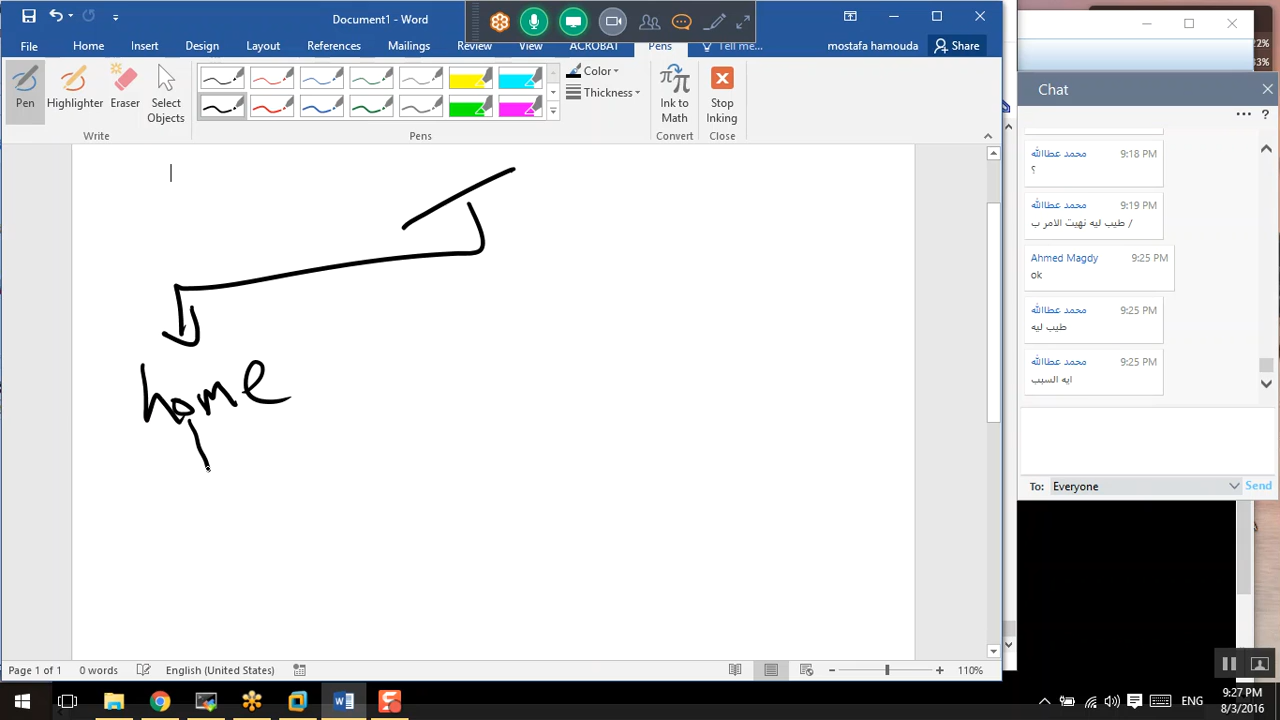 Document1 - Word
File
Home
Insert
Design
Layout
References
Mailings
Review
View
ACROBAT
Pens
Tell me...
mostafa hamouda
Share
Pen
Highlighter
Eraser
Select Objects
Write
Pens
Color
Thickness
Ink to Math
Convert
Stop Inking
Close
home
Page 1 of 1
0 words
English (United States)
110%
2%
33%
Chat
محمد عطاالله
9:18 PM
؟
محمد عطاالله
9:19 PM
طيب ليه نهيت الامر ب /
Ahmed Magdy
9:25 PM
ok
محمد عطاالله
9:25 PM
طيب ليه
محمد عطاالله
9:25 PM
ايه السبب
To:
Everyone
Send
ENG
9:27 PM
8/3/2016